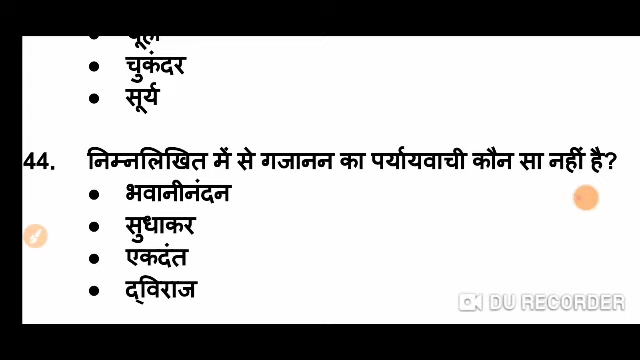 • चुकंदर
• सूर्य
44. निम्नलिखित में से गजानन का पर्यायवाची कौन सा नहीं है?
• भवानीनंदन
• सुधाकर
• एकदंत
• द्विराज
DU RECORDER